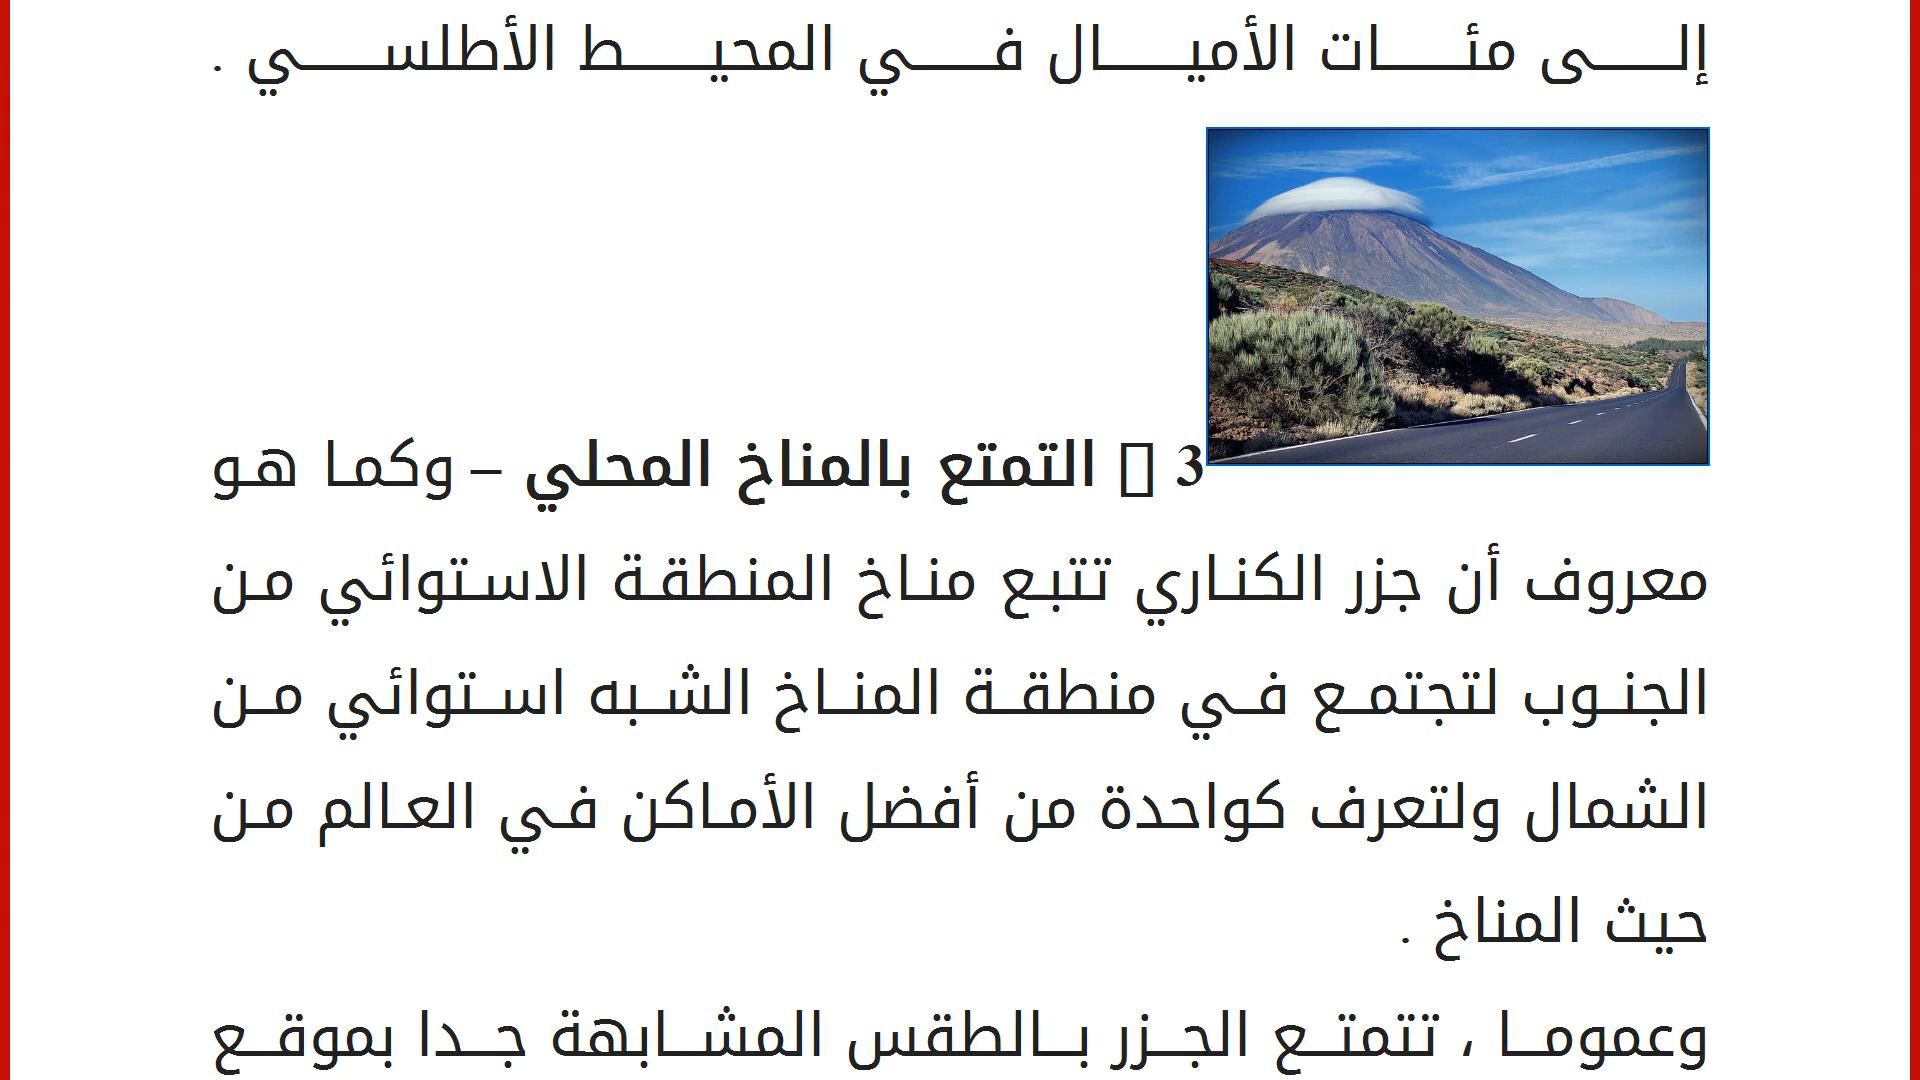 إلى مئات الأميال في المحيط الأطلسي .
3 ▯ التمتع بالمناخ المحلي – وكما هو
معروف أن جزر الكناري تتبع مناخ المنطقة الاستوائي من
الجنوب لتجتمع في منطقة المناخ الشبه استوائي من
الشمال ولتعرف كواحدة من أفضل الأماكن في العالم من
حيث المناخ .
وعموما ، تتمتع الجزر بالطقس المشابهة جدا بموقع